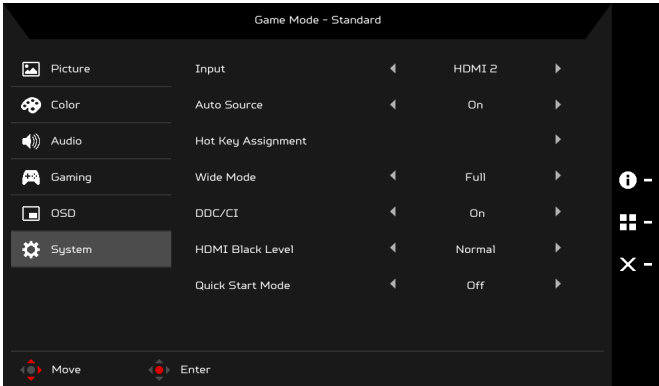 Game Mode - Standard
Picture Input HDMI 2
Color Auto Source On
Audio Hot Key Assignment
Gaming Wide Mode Full
OSD DDC/CI On
System HDMI Black Level Normal
Quick Start Mode Off
Move Enter